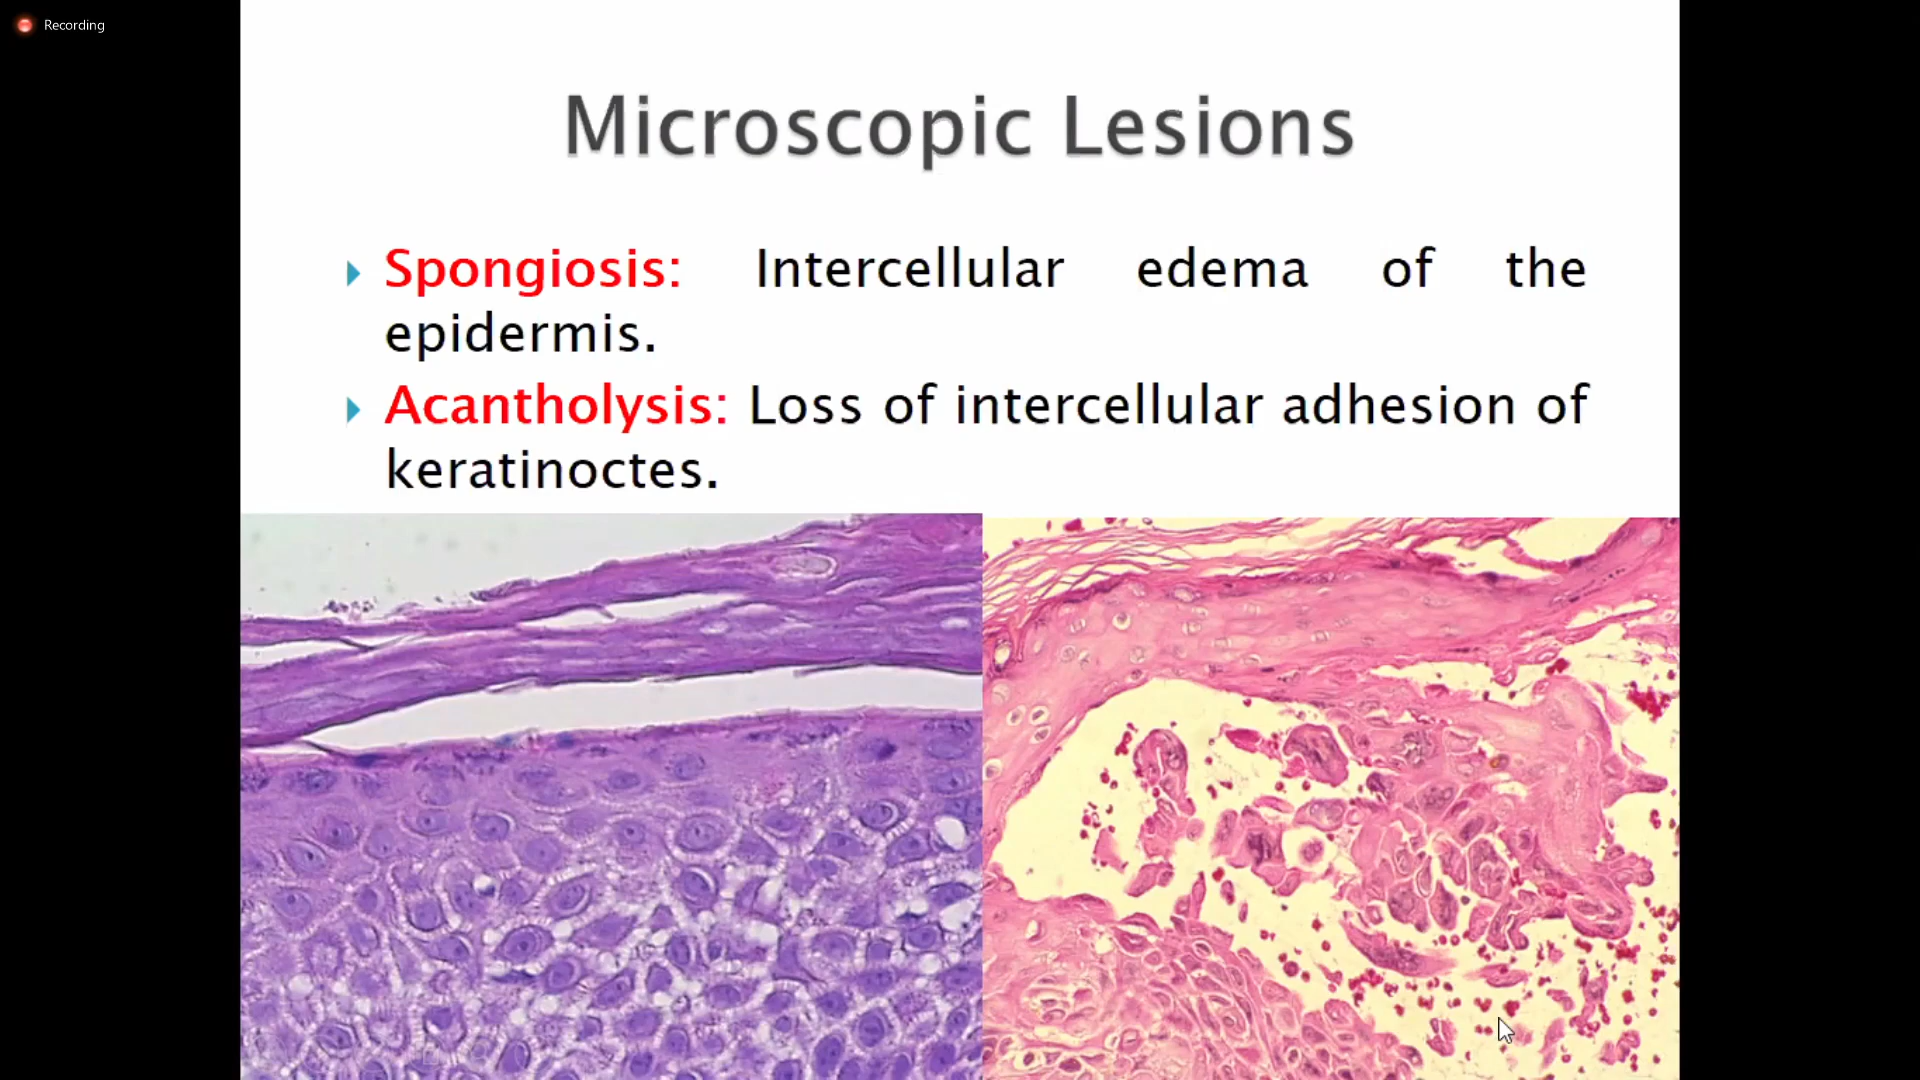 Recording
Microscopic Lesions
Spongiosis: Intercellular edema of the
epidermis.
Acantholysis: Loss of intercellular adhesion of
keratinoctes.